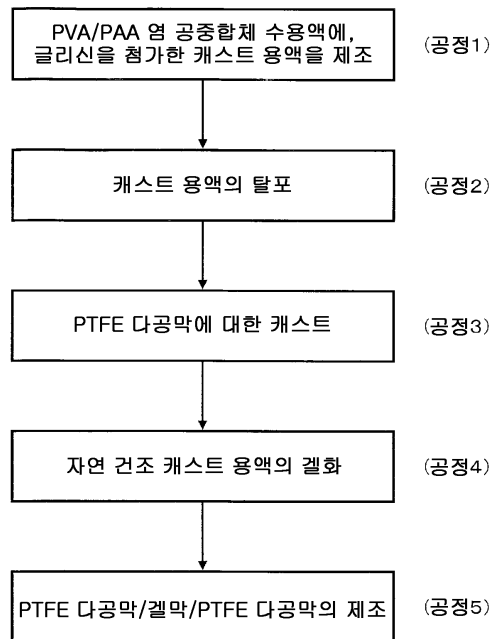 PVA/PAA 염 공중합체 수용액에,
글리신을 첨가한 캐스트 용액을 제조
(공정1)
캐스트 용액의 탈포
(공정2)
PTFE 다공막에 대한 캐스트
(공정3)
자연 건조 캐스트 용액의 겔화
(공정4)
PTFE 다공막/겔막/PTFE 다공막의 제조
(공정5)